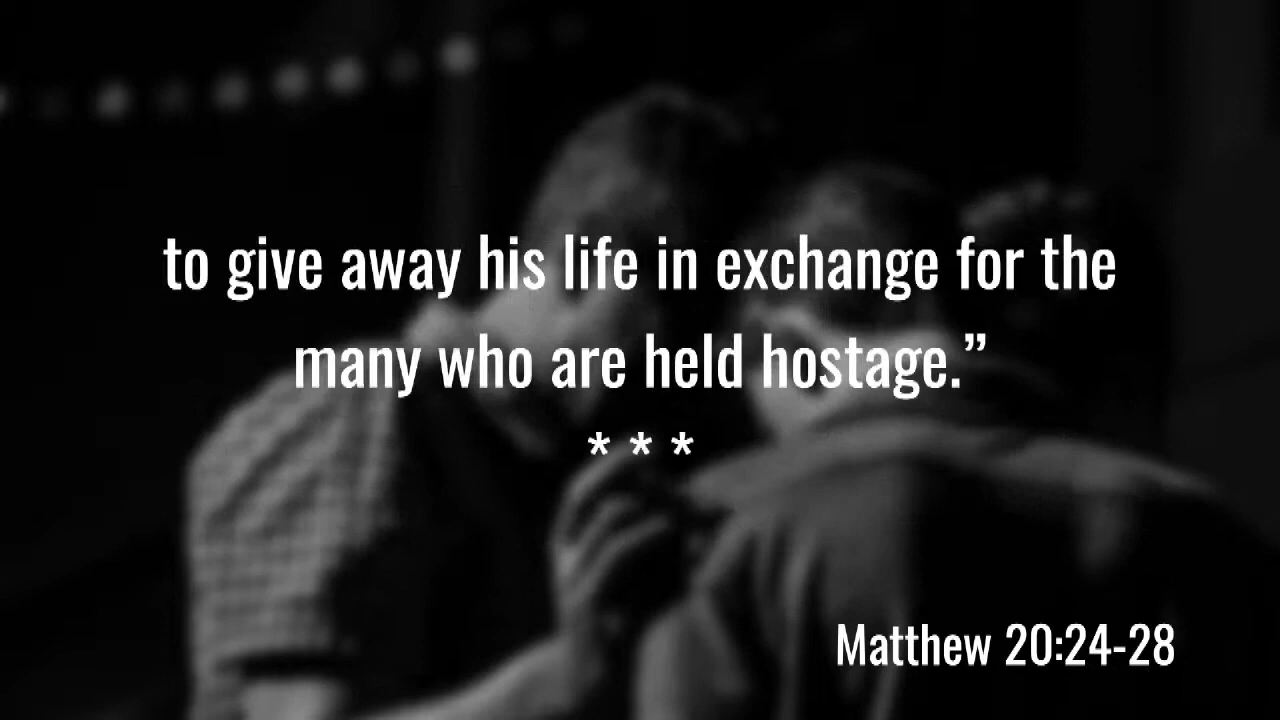 to give away his life in exchange for the
many who are held hostage.”
* * *
Matthew 20:24-28